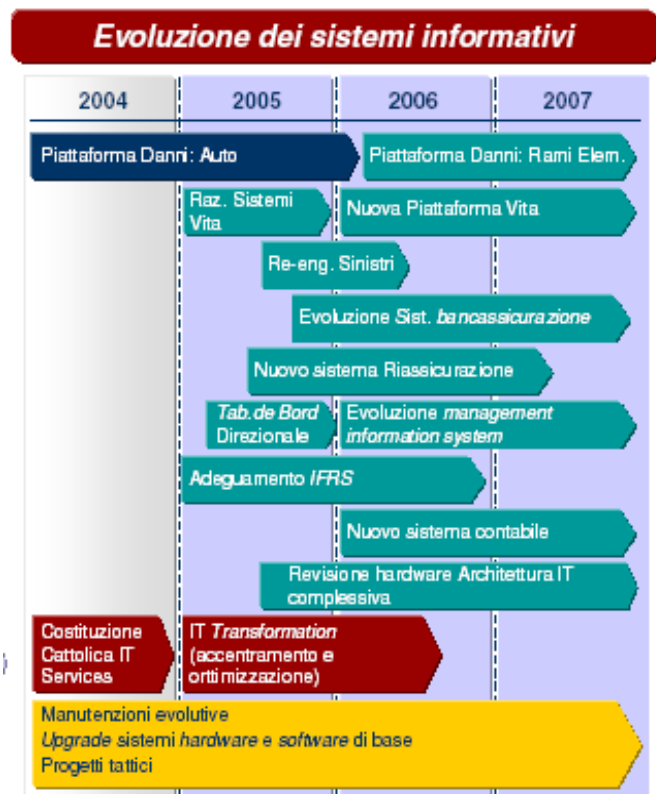 Evoluzione dei sistemi informativi
2004 2005 2006 2007
Piattaforma Danni: Auto
Piattaforma Danni: Rami Elem.
Raz. Sistemi
Vita
Nuova Piattaforma Vita
Re-eng. Sinistri
Evoluzione Sist. bancassicurazione
Nuovo sistema Riassicurazione
Tab.de Bord
Direzionale
Evoluzione management
information system
Adeguamento IFRS
Nuovo sistema contabile
Revisione hardware Architettura IT
complessiva
Costituzione
Cattolica IT
Services
IT Transformation
(accentramento e
orttimizzazione)
Manutenzioni evolutive
Upgrade sistemi hardware e software di base
Progetti tattici